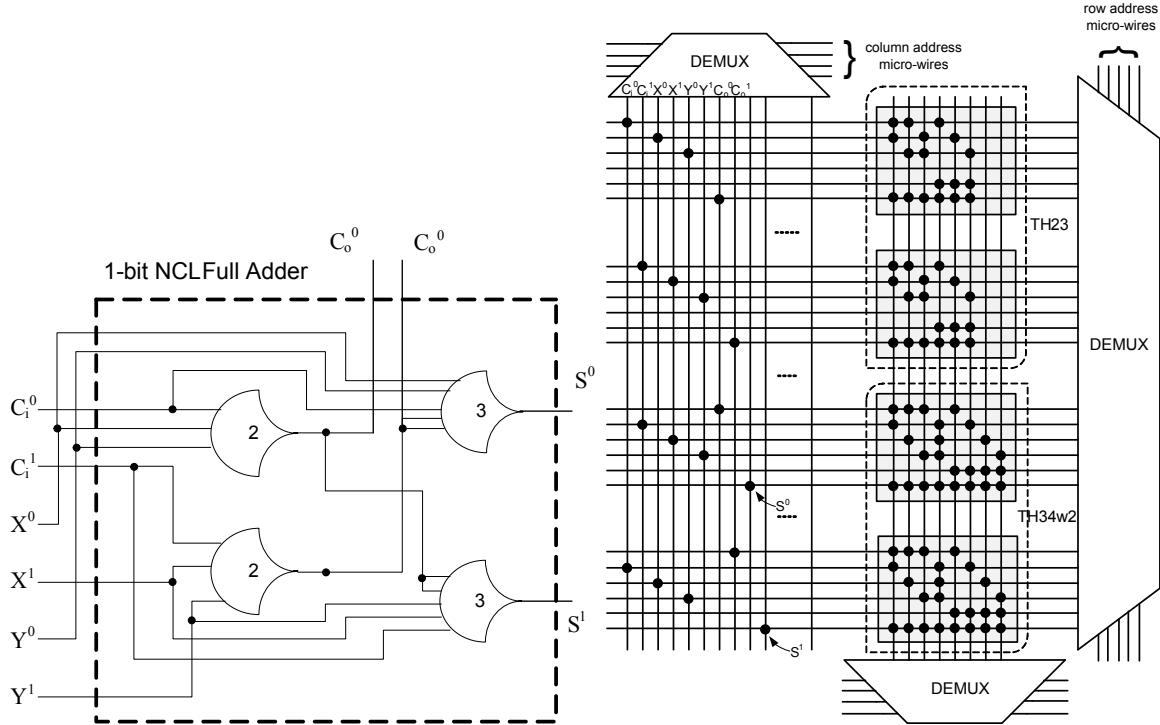 1-bit NCLFull Adder
C_o^0
C_o^0
C_i^0
C_i^1
X^0
X^1
Y^0
Y^1
2
2
3
3
S^0
S^1
DEMUX
C_i^0 C_i^1 X^0 X^1 Y^0 Y^1 C_o^0 C_o^1
column address
micro-wires
row address
micro-wires
TH23
S^0
TH34w2
S^1
DEMUX
DEMUX